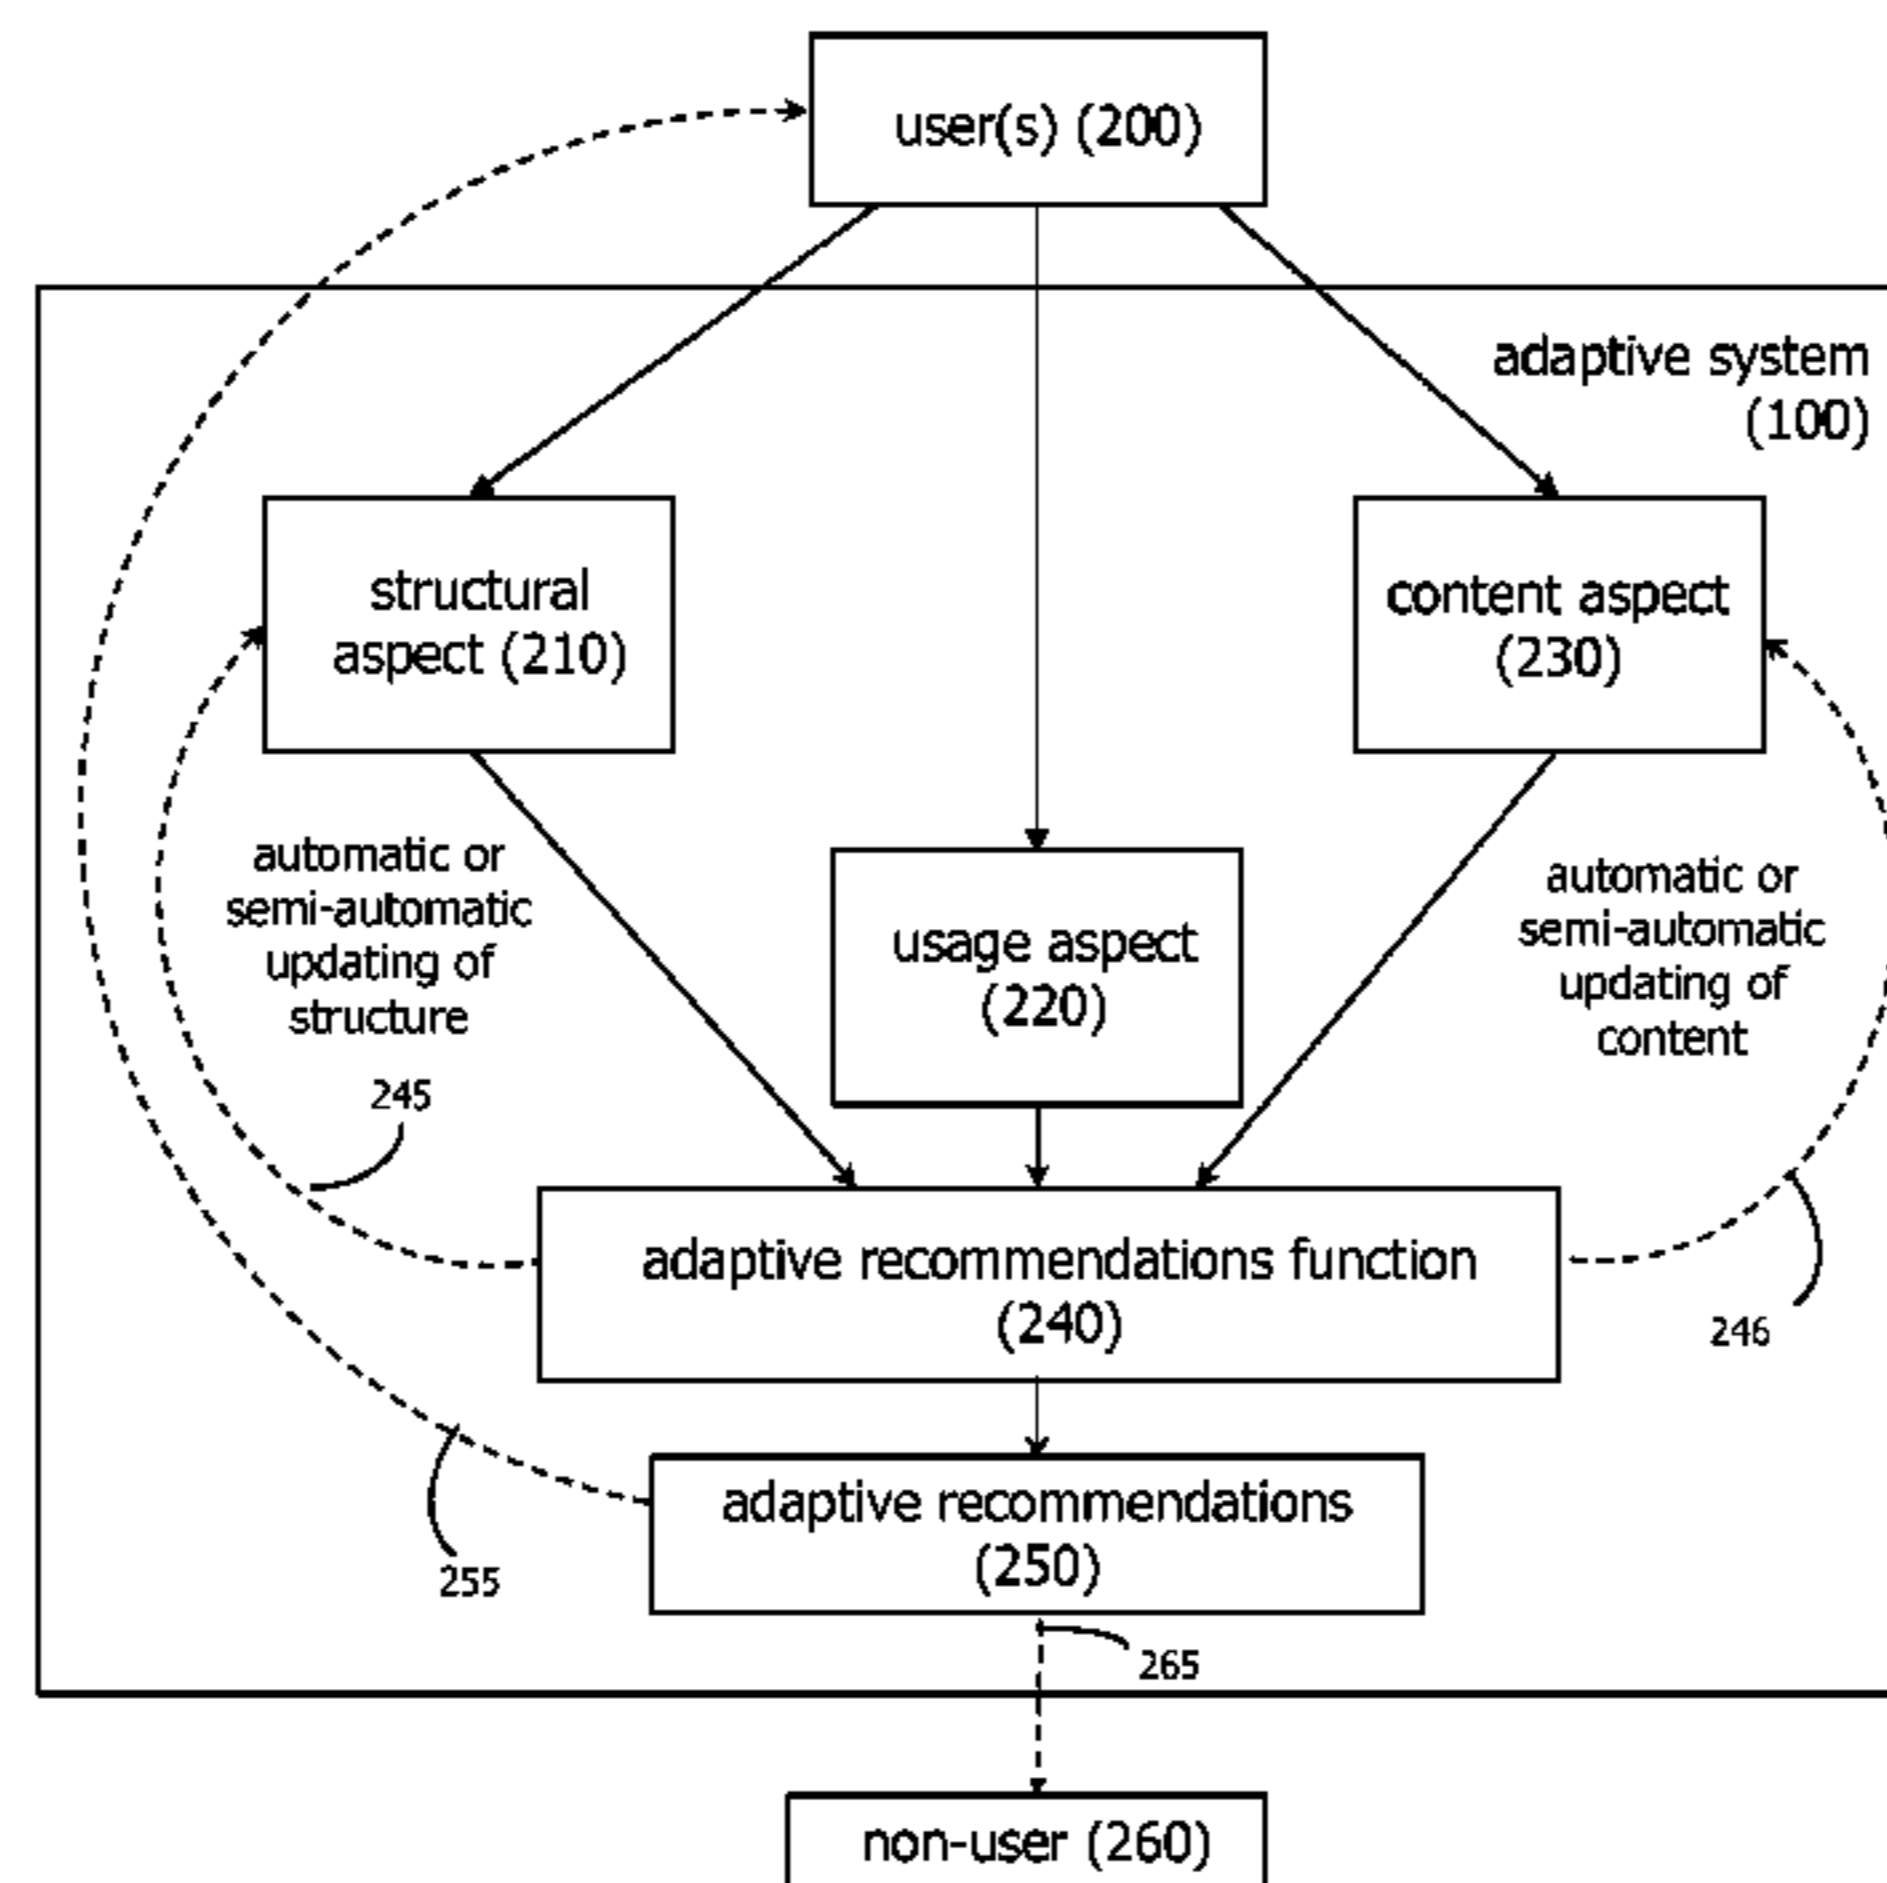 user(s) (200)
adaptive system
(100)
structural
aspect (210)
content aspect
(230)
automatic or
semi-automatic
updating of
structure
245
usage aspect
(220)
automatic or
semi-automatic
updating of
content
adaptive recommendations function
(240)
246
adaptive recommendations
(250)
255
265
non-user (260)